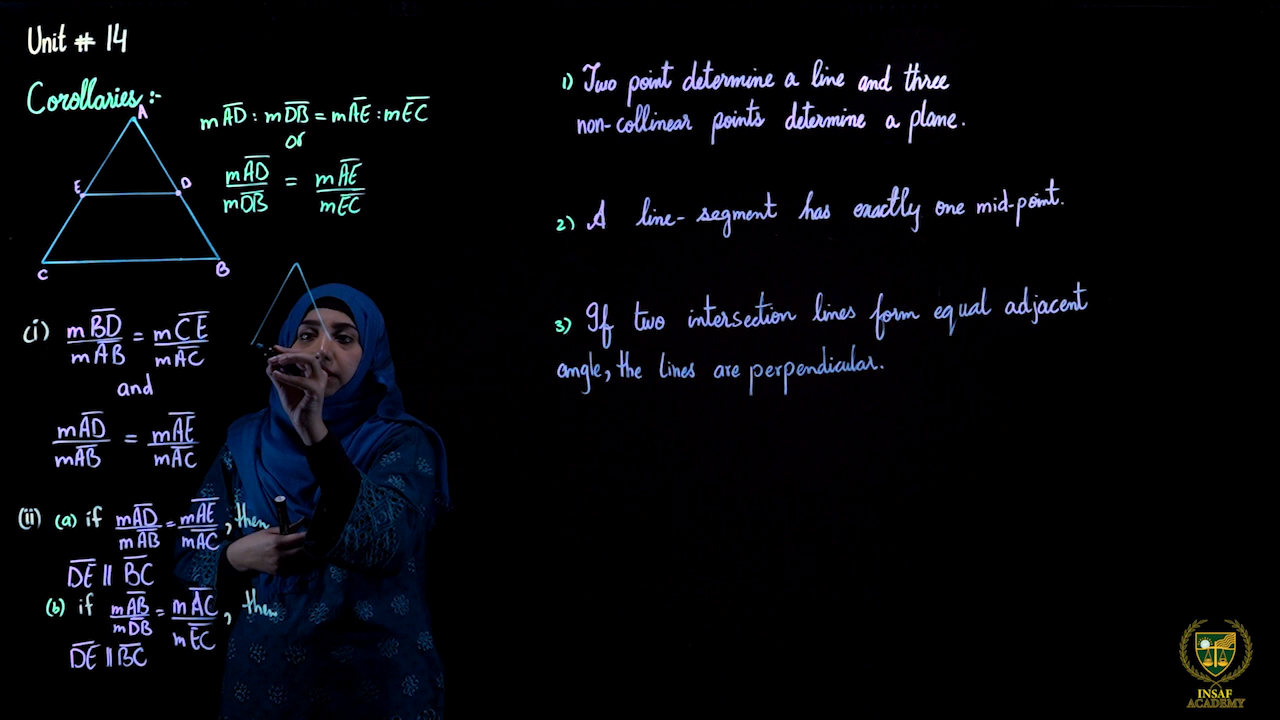 Unit # 14
Corollaries :-
A
E
D
C
B
mAD : mDB = mAE : mEC
or
mAD/mDB = mAE/mEC
(i) mBD/mAB = mCE/mAC
and
mAD/mAB = mAE/mAC
(ii) (a) if mAD/mAB = mAE/mAC, then
DE || BC
(b) if mAB/mDB = mAC/mEC, then
DE || BC
1) Two point determine a line and three
non-collinear points determine a plane.
2) A line-segment has exactly one mid-point.
3) If two intersection lines form equal adjacent
angle, the lines are perpendicular.
INSAF
ACADEMY